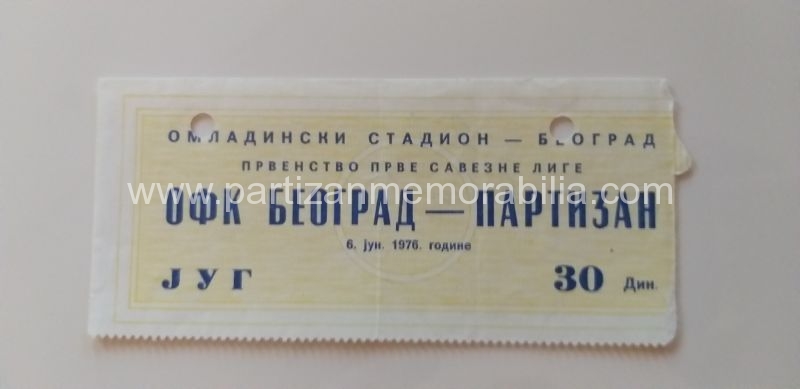 ОМЛАДИНСКИ СТАДИОН — БЕОГРАД
ПРВЕНСТВО ПРВЕ САВЕЗНЕ ЛИГЕ
www.partizanmemorabilia.com
ОФК БЕОГРАД — ПАРТИЗАН
6. јун. 1976. године
ЈУГ 30 Дин.